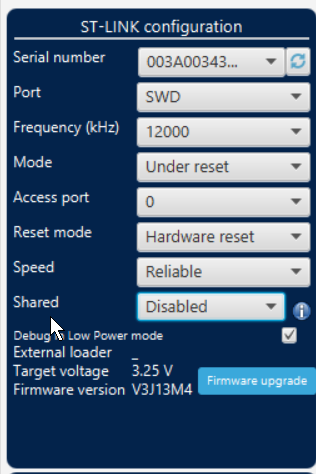 ST-LINK configuration
Serial number 003A00343...
Port SWD
Frequency (kHz) 12000
Mode Under reset
Access port 0
Reset mode Hardware reset
Speed Reliable
Shared Disabled
Debug in Low Power mode
External loader _
Target voltage 3.25 V
Firmware version V3J13M4 Firmware upgrade